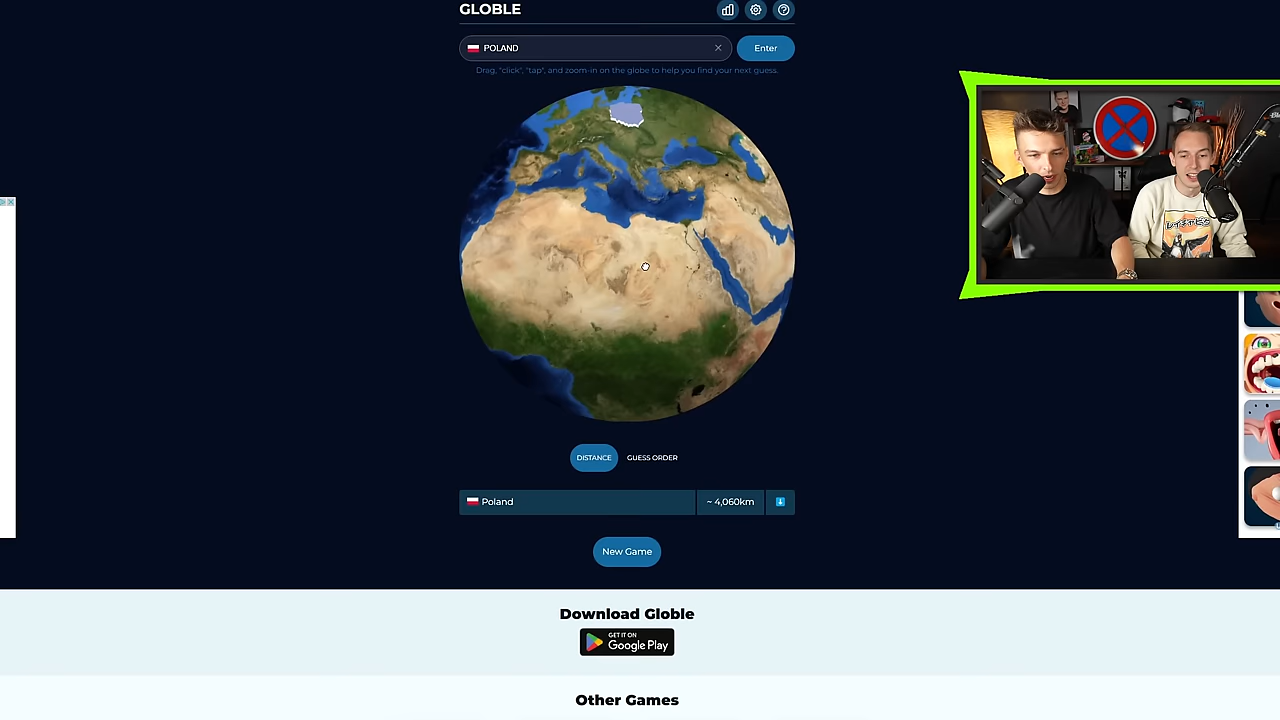 GLOBLE
POLAND
Enter
Drag, "click", "tap", and zoom-in on the globe to help you find your next guess.
DISTANCE
GUESS ORDER
Poland
~ 4,060km
New Game
Download Globle
GET IT ON
Google Play
Other Games